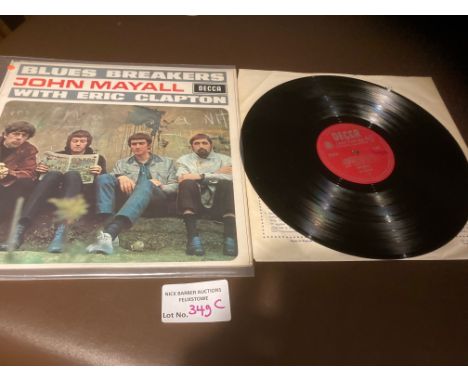 BLUES BREAKERS
JOHN MAYALL
DECCA
WITH ERIC CLAPTON
DECCA
NICK BARBER AUCTIONS
FELIXSTOWE
Lot No. 349 C